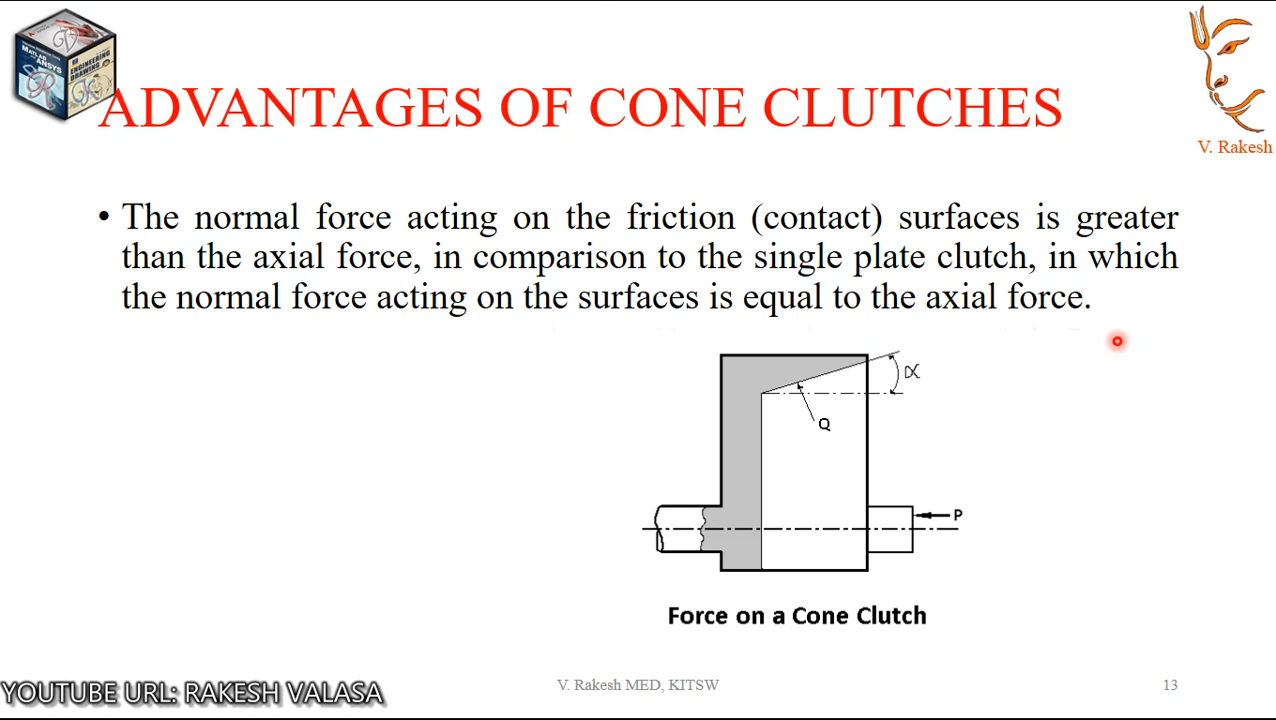 ADVANTAGES OF CONE CLUTCHES
V. Rakesh
• The normal force acting on the friction (contact) surfaces is greater
than the axial force, in comparison to the single plate clutch, in which
the normal force acting on the surfaces is equal to the axial force.
α
Q
P
Force on a Cone Clutch
YOUTUBE URL: RAKESH VALASA
V. Rakesh MED, KITSW
13